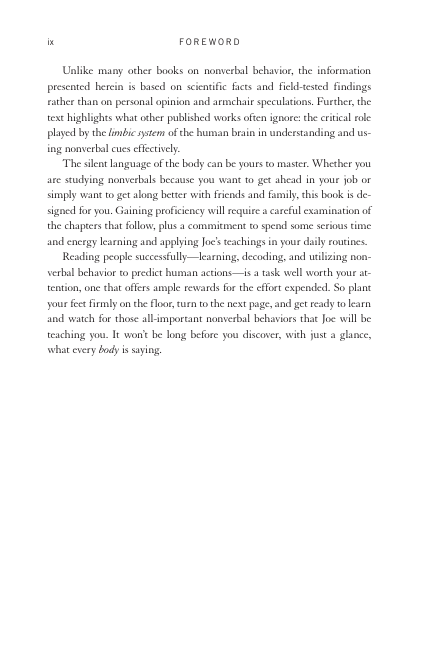 ix FOREWORD
Unlike many other books on nonverbal behavior, the information
presented herein is based on scientific facts and field-tested findings
rather than on personal opinion and armchair speculations. Further, the
text highlights what other published works often ignore: the critical role
played by the limbic system of the human brain in understanding and us-
ing nonverbal cues effectively.
The silent language of the body can be yours to master. Whether you
are studying nonverbals because you want to get ahead in your job or
simply want to get along better with friends and family, this book is de-
signed for you. Gaining proficiency will require a careful examination of
the chapters that follow, plus a commitment to spend some serious time
and energy learning and applying Joe’s teachings in your daily routines.
Reading people successfully—learning, decoding, and utilizing non-
verbal behavior to predict human actions—is a task well worth your at-
tention, one that offers ample rewards for the effort expended. So plant
your feet firmly on the floor, turn to the next page, and get ready to learn
and watch for those all-important nonverbal behaviors that Joe will be
teaching you. It won’t be long before you discover, with just a glance,
what every body is saying.